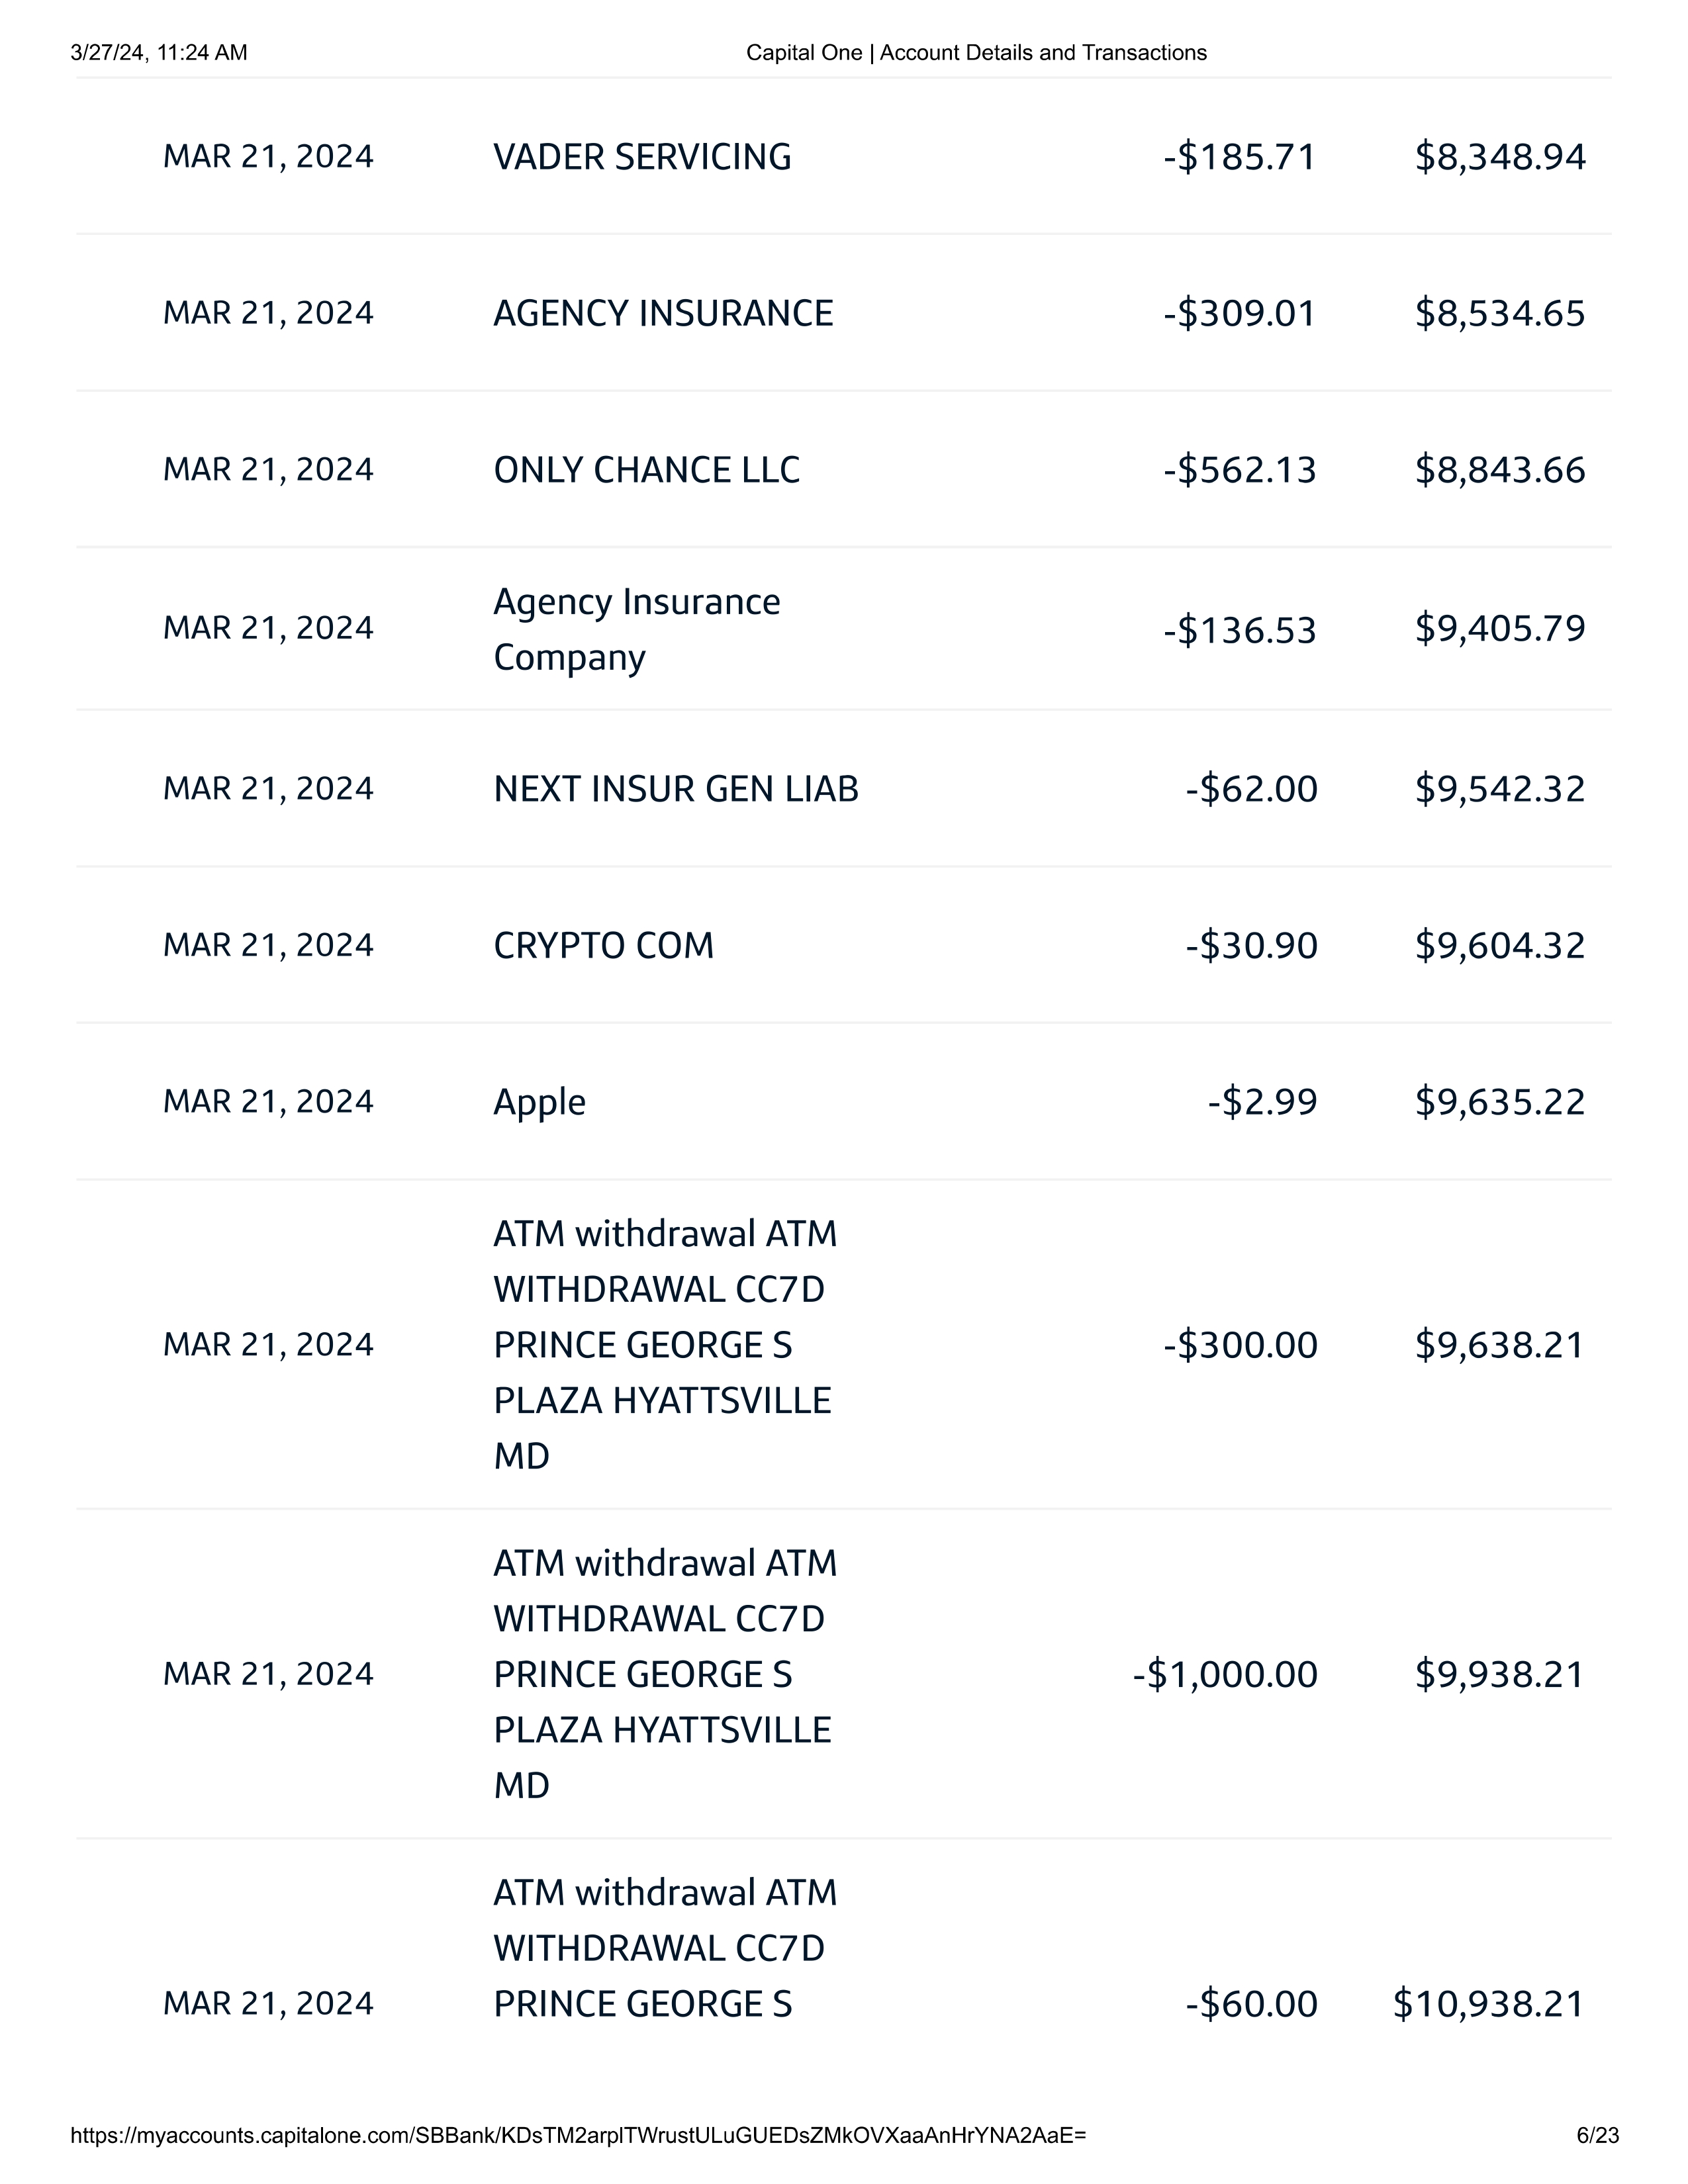 3/27/24, 11:24 AM Capital One | Account Details and Transactions
MAR 21, 2024 VADER SERVICING -$185.71 $8,348.94
MAR 21, 2024 AGENCY INSURANCE -$309.01 $8,534.65
MAR 21, 2024 ONLY CHANCE LLC -$562.13 $8,843.66
Agency Insurance
MAR 21, 2024 -$136.53 $9,405.79
Company
MAR 21, 2024 NEXT INSUR GEN LIAB -$62.00 $9,542.32
MAR 21, 2024 CRYPTO COM -$30.90 $9,604.32
MAR 21, 2024 Apple -$2.99 $9,635.22
ATM withdrawal ATM
WITHDRAWAL CC7D
MAR 21, 2024 PRINCE GEORGE S -$300.00 $9,638.21
PLAZA HYATTSVILLE
MD
ATM withdrawal ATM
WITHDRAWAL CC7D
MAR 21, 2024 PRINCE GEORGE S -$1,000.00 $9,938.21
PLAZA HYATTSVILLE
MD
ATM withdrawal ATM
WITHDRAWAL CC7D
MAR 21, 2024 PRINCE GEORGE S -$60.00 $10,938.21
https://myaccounts.capitalone.com/SBBank/KDsTM2arplTWrustULuGUEDsZMkOVXaaAnHrYNA2AaE= 6/23